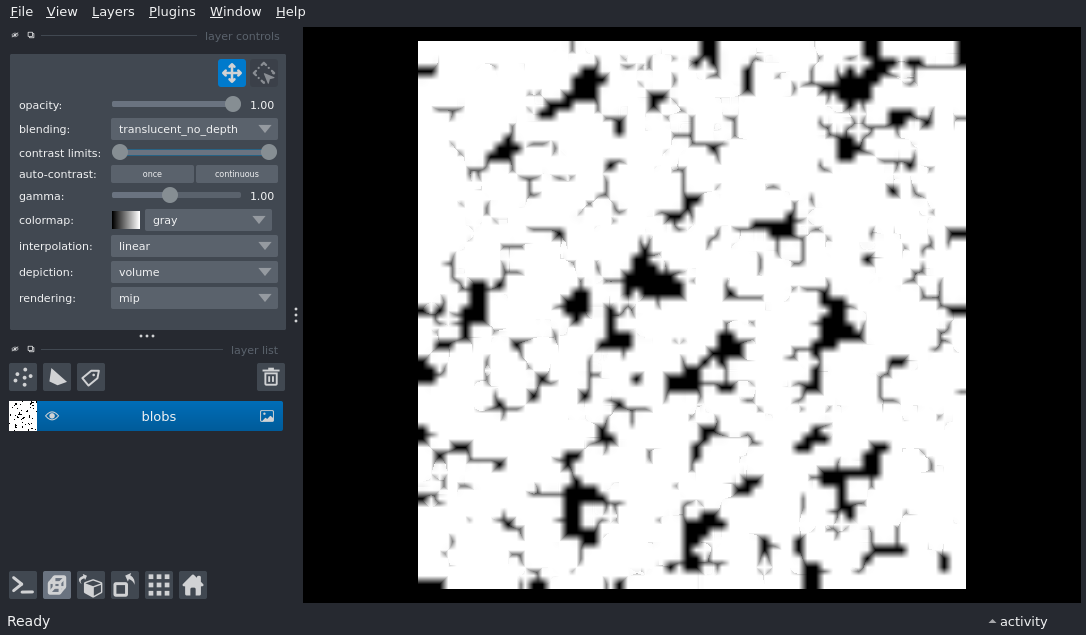 File View Layers Plugins Window Help
layer controls
opacity: 1.00
blending: translucent_no_depth
contrast limits:
auto-contrast: once continuous
gamma: 1.00
colormap: gray
interpolation: linear
depiction: volume
rendering: mip
layer list
blobs
Ready
activity